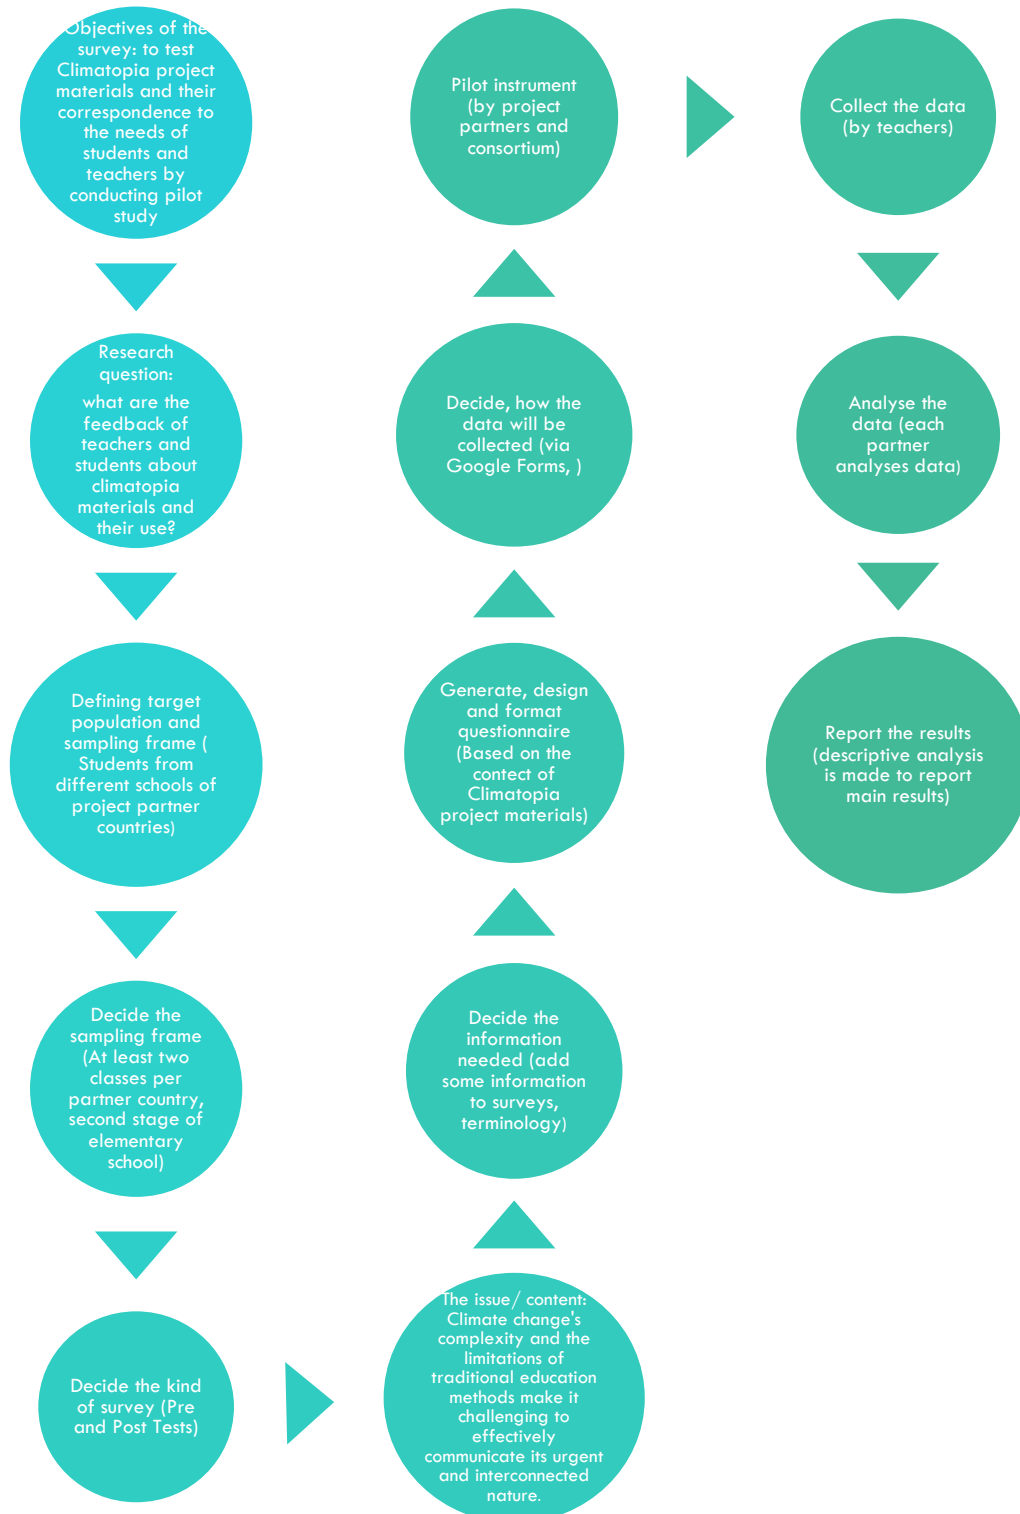 Objectives of the
survey: to test
Climatopia project
materials and their
correspondence to
the needs of
students and
teachers by
conducting pilot
study
Research
question:
what are the
feedback of
teachers and
students about
climatopia
materials and
their use?
Defining target
population and
sampling frame (
Students from
different schools of
project partner
countries)
Decide the
sampling frame
(At least two
classes per
partner country,
second stage of
elementary
school)
Decide the kind
of survey (Pre
and Post Tests)
The issue/ content:
Climate change's
complexity and the
limitations of
traditional education
methods make it
challenging to
effectively
communicate its urgent
and interconnected
nature.
Decide the
information
needed (add
some information
to surveys,
terminology)
Generate, design
and format
questionnaire
(Based on the
contect of
Climatopia
project materials)
Decide, how the
data will be
collected (via
Google Forms, )
Pilot instrument
(by project
partners and
consortium)
Collect the data
(by teachers)
Analyse the
data (each
partner
analyses data)
Report the results
(descriptive analysis
is made to report
main results)